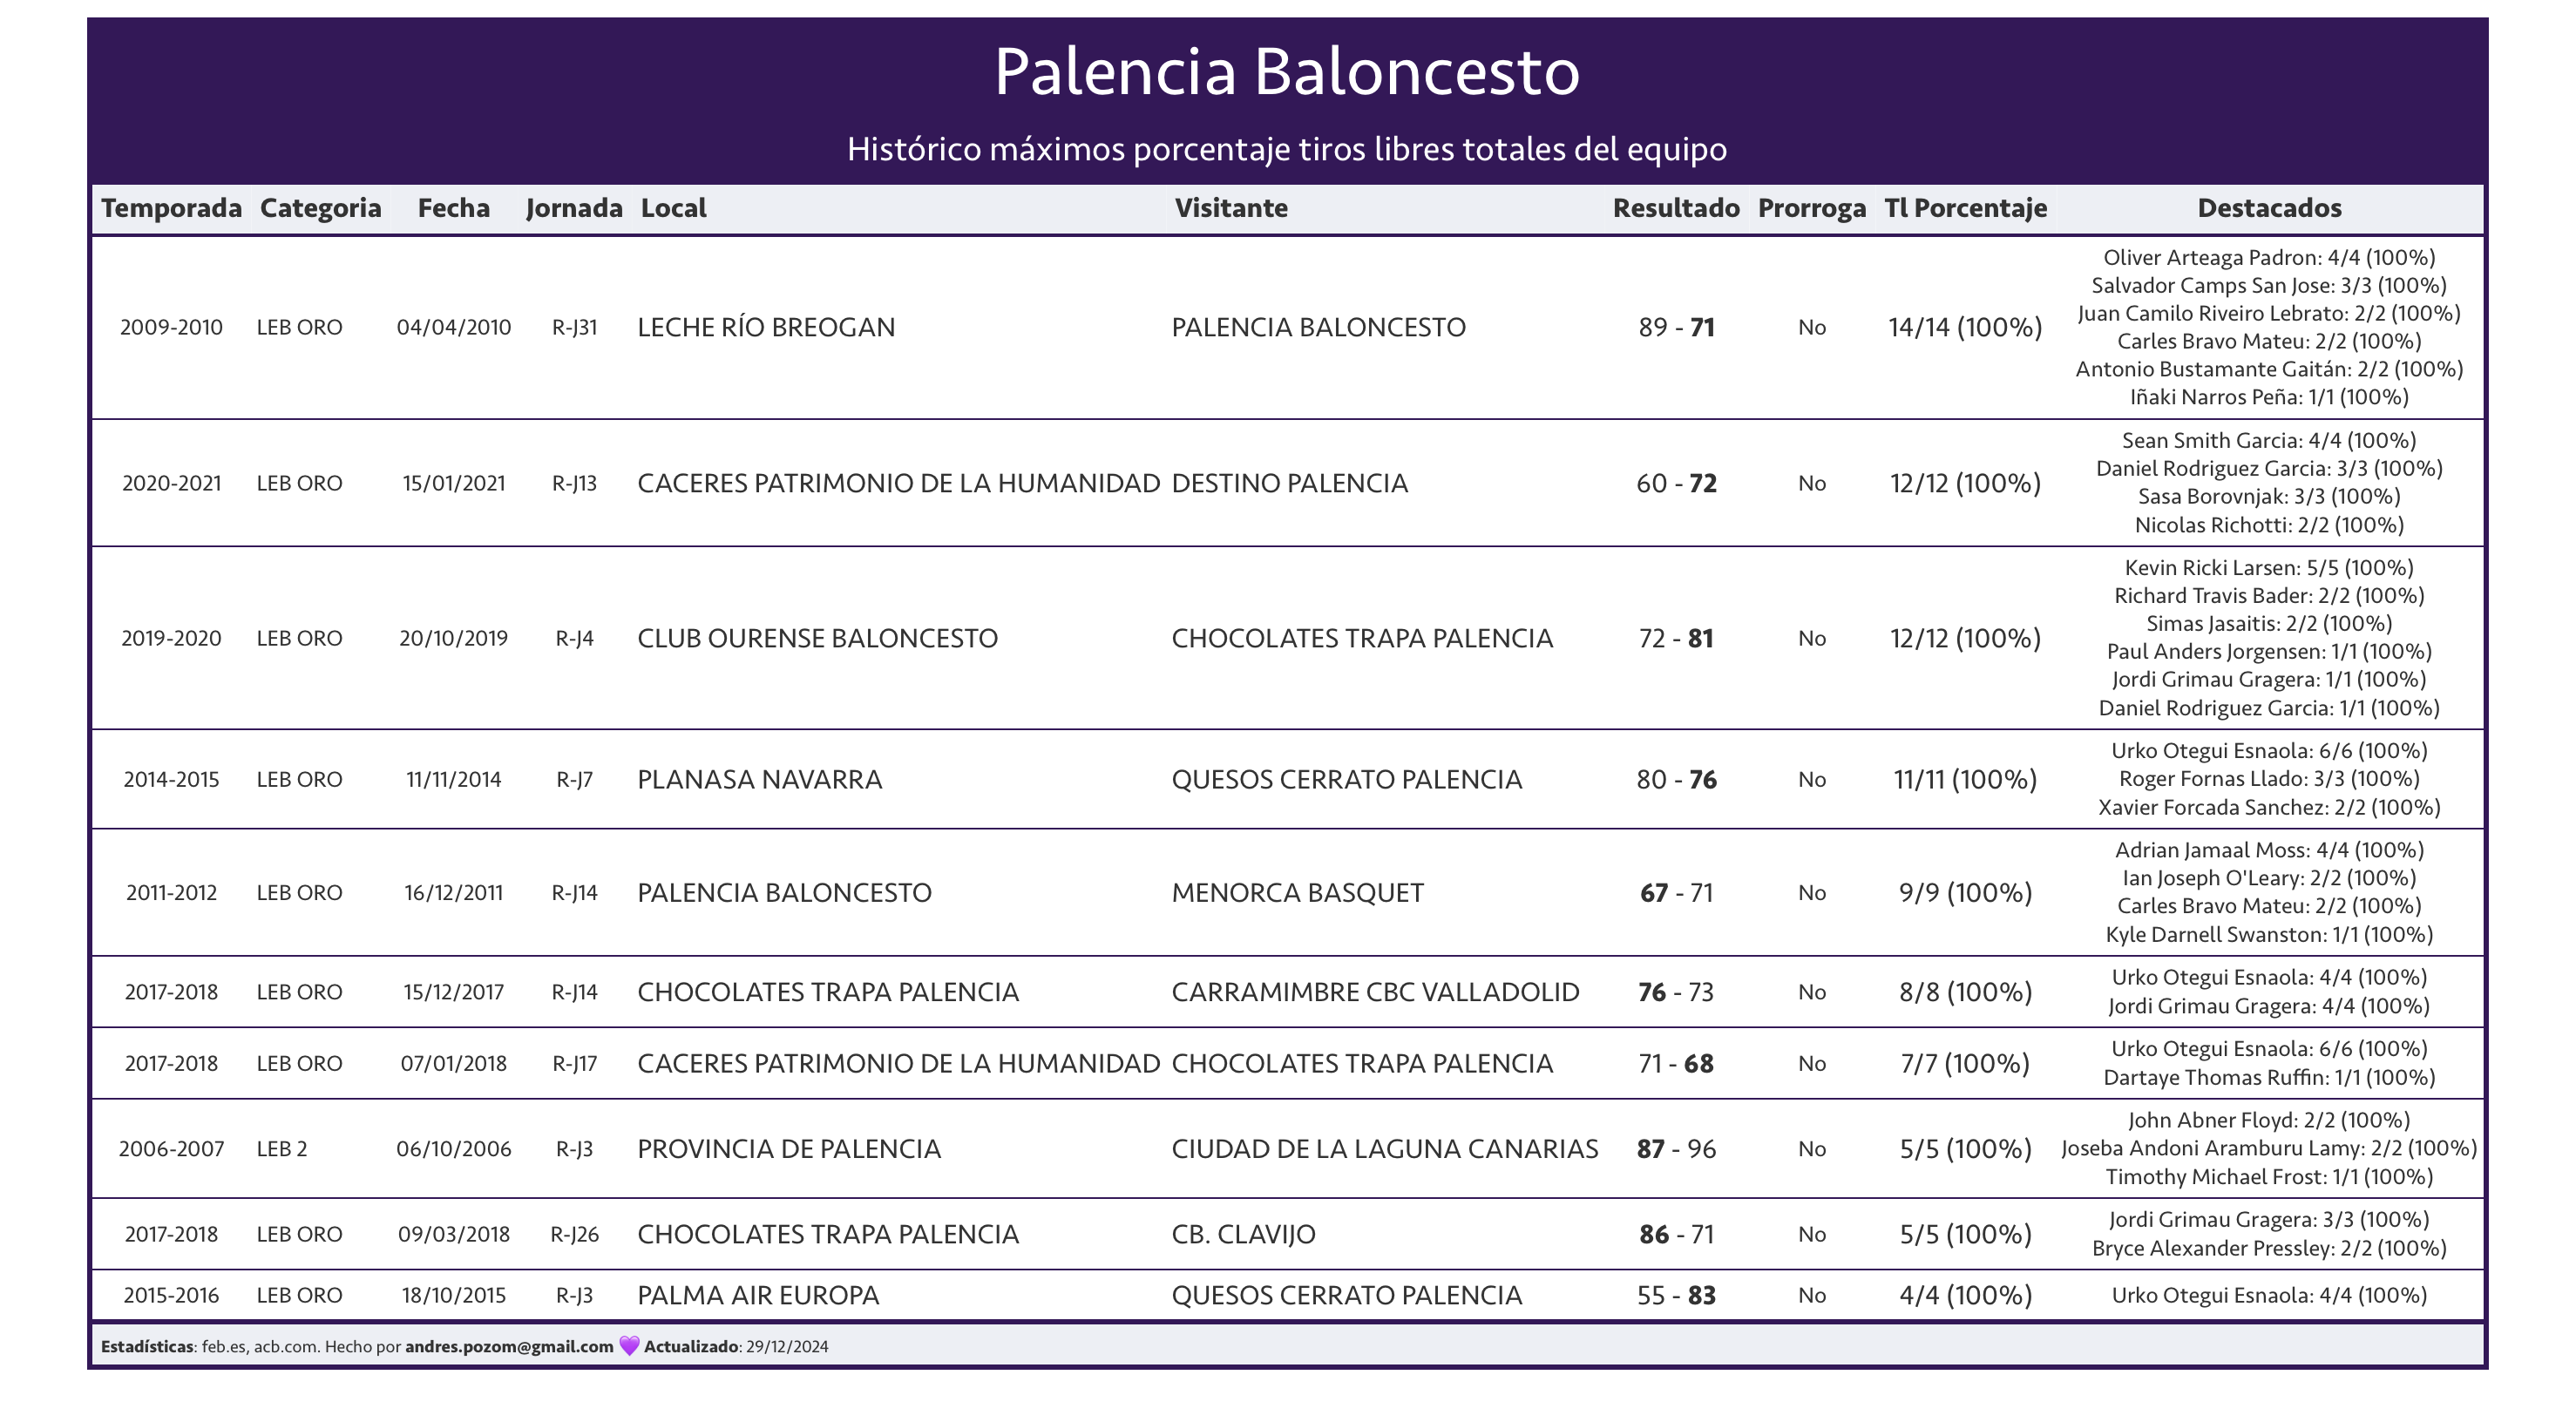 Palencia Baloncesto
Histórico máximos porcentaje tiros libres totales del equipo
Temporada Categoria Fecha Jornada Local Visitante Resultado Prorroga Tl Porcentaje Destacados
2009-2010 LEB ORO 04/04/2010 R-J31 LECHE RÍO BREOGAN PALENCIA BALONCESTO 89 - 71 No 14/14 (100%)
Oliver Arteaga Padron: 4/4 (100%)
Salvador Camps San Jose: 3/3 (100%)
Juan Camilo Riveiro Lebrato: 2/2 (100%)
Carles Bravo Mateu: 2/2 (100%)
Antonio Bustamante Gaitán: 2/2 (100%)
Iñaki Narros Peña: 1/1 (100%)
2020-2021 LEB ORO 15/01/2021 R-J13 CACERES PATRIMONIO DE LA HUMANIDAD DESTINO PALENCIA 60 - 72 No 12/12 (100%)
Sean Smith Garcia: 4/4 (100%)
Daniel Rodriguez Garcia: 3/3 (100%)
Sasa Borovnjak: 3/3 (100%)
Nicolas Richotti: 2/2 (100%)
2019-2020 LEB ORO 20/10/2019 R-J4 CLUB OURENSE BALONCESTO CHOCOLATES TRAPA PALENCIA 72 - 81 No 12/12 (100%)
Kevin Ricki Larsen: 5/5 (100%)
Richard Travis Bader: 2/2 (100%)
Simas Jasaitis: 2/2 (100%)
Paul Anders Jorgensen: 1/1 (100%)
Jordi Grimau Gragera: 1/1 (100%)
Daniel Rodriguez Garcia: 1/1 (100%)
2014-2015 LEB ORO 11/11/2014 R-J7 PLANASA NAVARRA QUESOS CERRATO PALENCIA 80 - 76 No 11/11 (100%)
Urko Otegui Esnaola: 6/6 (100%)
Roger Fornas Llado: 3/3 (100%)
Xavier Forcada Sanchez: 2/2 (100%)
2011-2012 LEB ORO 16/12/2011 R-J14 PALENCIA BALONCESTO MENORCA BASQUET 67 - 71 No 9/9 (100%)
Adrian Jamaal Moss: 4/4 (100%)
Ian Joseph O'Leary: 2/2 (100%)
Carles Bravo Mateu: 2/2 (100%)
Kyle Darnell Swanston: 1/1 (100%)
2017-2018 LEB ORO 15/12/2017 R-J14 CHOCOLATES TRAPA PALENCIA CARRAMIMBRE CBC VALLADOLID 76 - 73 No 8/8 (100%)
Urko Otegui Esnaola: 4/4 (100%)
Jordi Grimau Gragera: 4/4 (100%)
2017-2018 LEB ORO 07/01/2018 R-J17 CACERES PATRIMONIO DE LA HUMANIDAD CHOCOLATES TRAPA PALENCIA 71 - 68 No 7/7 (100%)
Urko Otegui Esnaola: 6/6 (100%)
Dartaye Thomas Ruffin: 1/1 (100%)
2006-2007 LEB 2 06/10/2006 R-J3 PROVINCIA DE PALENCIA CIUDAD DE LA LAGUNA CANARIAS 87 - 96 No 5/5 (100%)
John Abner Floyd: 2/2 (100%)
Joseba Andoni Aramburu Lamy: 2/2 (100%)
Timothy Michael Frost: 1/1 (100%)
2017-2018 LEB ORO 09/03/2018 R-J26 CHOCOLATES TRAPA PALENCIA CB. CLAVIJO 86 - 71 No 5/5 (100%)
Jordi Grimau Gragera: 3/3 (100%)
Bryce Alexander Pressley: 2/2 (100%)
2015-2016 LEB ORO 18/10/2015 R-J3 PALMA AIR EUROPA QUESOS CERRATO PALENCIA 55 - 83 No 4/4 (100%)
Urko Otegui Esnaola: 4/4 (100%)
Estadísticas: feb.es, acb.com. Hecho por andres.pozom@gmail.com 💜 Actualizado: 29/12/2024